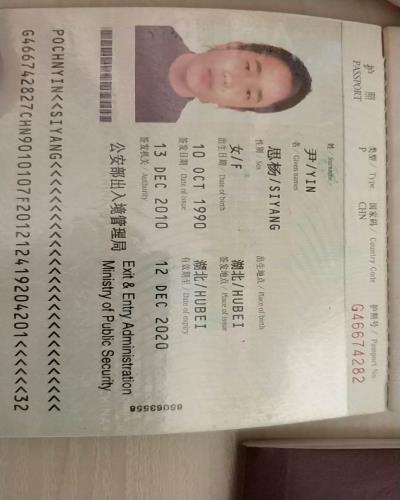 护 照
PASSPORT
类型 / Type
国家码 / Country Code
护照号 / Passport No.
P
CHN
G46674282
姓 / Surname
尹/YIN
名 / Given names
思杨/SIYANG
性别 / Sex
出生地点 / Place of birth
女/F
湖北/HUBEI
出生日期 / Date of birth
签发地点 / Place of issue
10 OCT 1990
湖北/HUBEI
签发日期 / Date of issue
有效期至 / Date of expiry
13 DEC 2010
12 DEC 2020
签发机关 / Authority
公安部出入境管理局
Exit & Entry Administration
Ministry of Public Security
850635558
POCHNYIN<<SIYANG<<<<<<<<<<<<<<<<<<<<<<<<<<<<
G466742827CHN9010107F201212419204201<<<<<<32